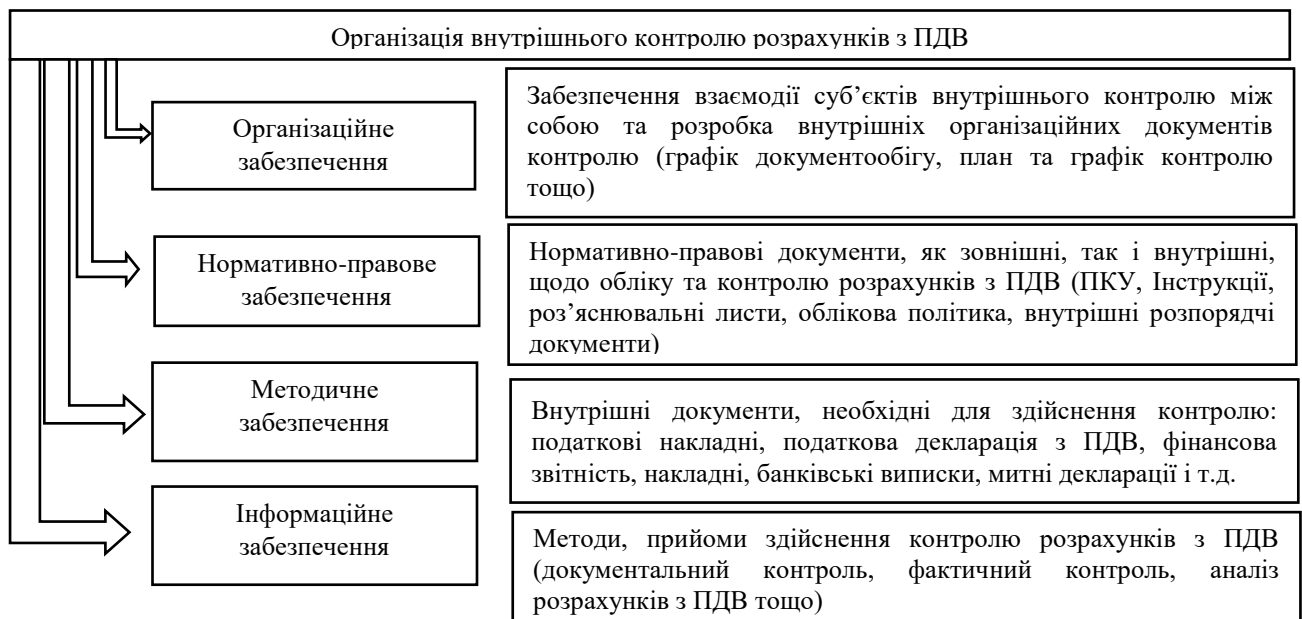 Організація внутрішнього контролю розрахунків з ПДВ
Організаційне
забезпечення
Забезпечення взаємодії суб’єктів внутрішнього контролю між
собою та розробка внутрішніх організаційних документів
контролю (графік документообігу, план та графік контролю
тощо)
Нормативно-правове
забезпечення
Нормативно-правові документи, як зовнішні, так і внутрішні,
щодо обліку та контролю розрахунків з ПДВ (ПКУ, Інструкції,
роз’яснювальні листи, облікова політика, внутрішні розпорядчі
документи)
Методичне
забезпечення
Внутрішні документи, необхідні для здійснення контролю:
податкові накладні, податкова декларація з ПДВ, фінансова
звітність, накладні, банківські виписки, митні декларації і т.д.
Інформаційне
забезпечення
Методи, прийоми здійснення контролю розрахунків з ПДВ
(документальний контроль, фактичний контроль, аналіз
розрахунків з ПДВ тощо)